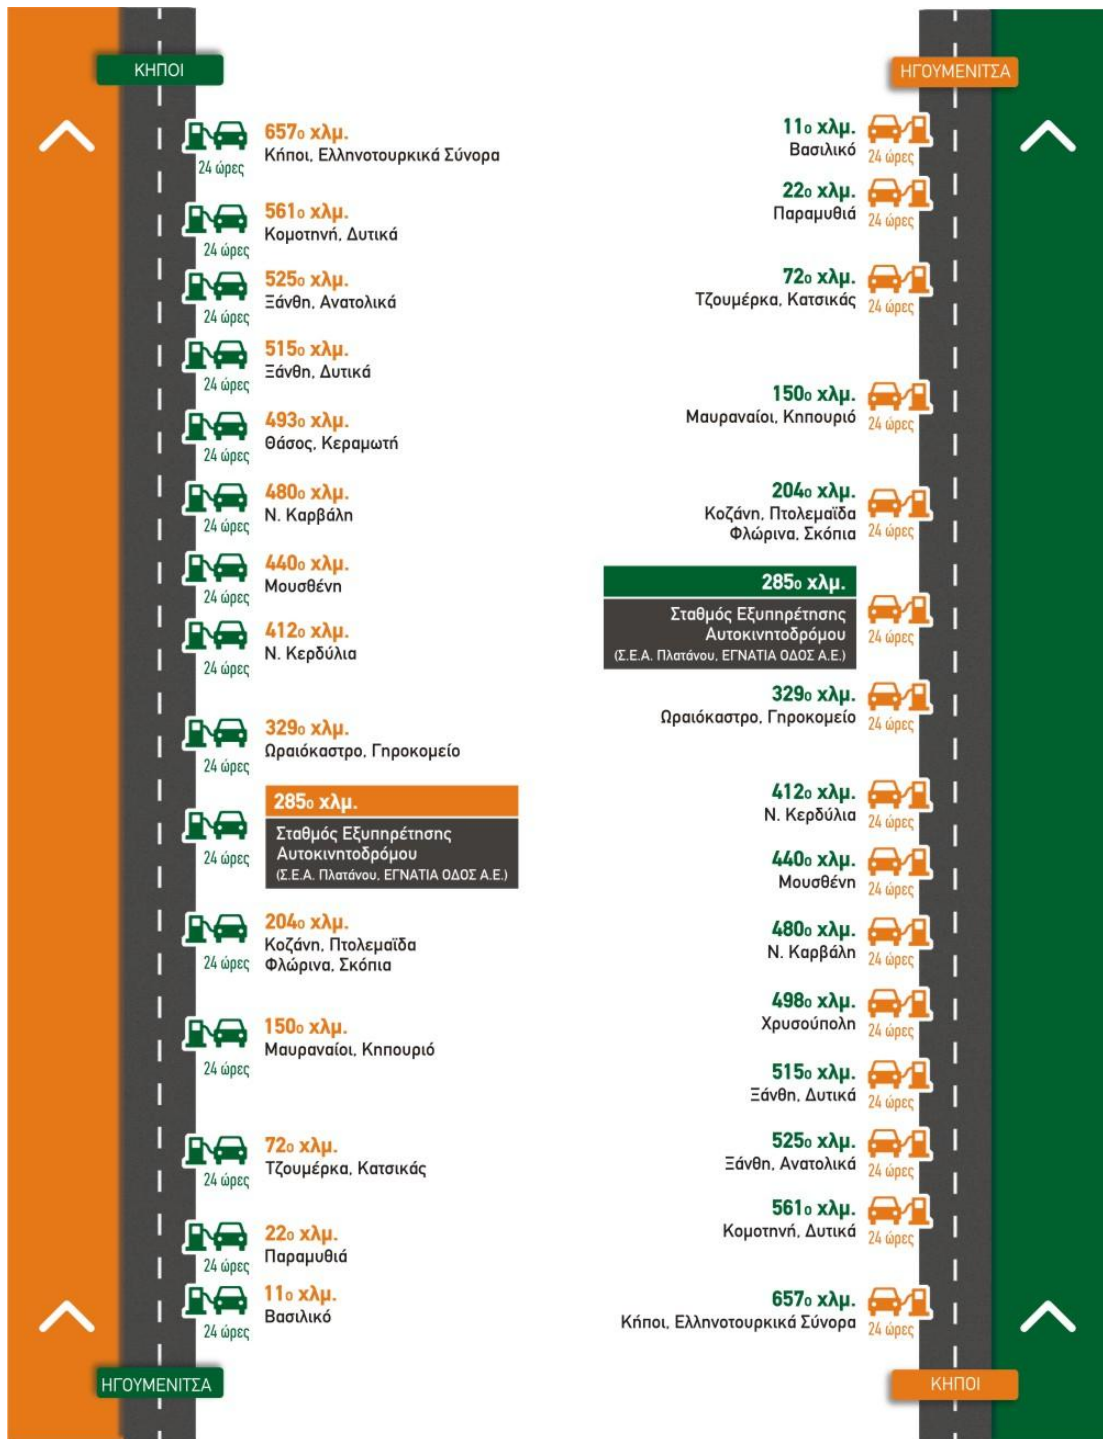 ΚΗΠΟΙ
657ο χλμ.
Κήποι, Ελληνοτουρκικά Σύνορα
24 ώρες
561ο χλμ.
Κομοτηνή, Δυτικά
24 ώρες
525ο χλμ.
Ξάνθη, Ανατολικά
24 ώρες
515ο χλμ.
Ξάνθη, Δυτικά
24 ώρες
493ο χλμ.
Θάσος, Κεραμωτή
24 ώρες
480ο χλμ.
Ν. Καρβάλη
24 ώρες
440ο χλμ.
Μουσθένη
24 ώρες
412ο χλμ.
Ν. Κερδύλια
24 ώρες
329ο χλμ.
Ωραιόκαστρο, Γηροκομείο
24 ώρες
285ο χλμ.
Σταθμός Εξυπηρέτησης
Αυτοκινητοδρόμου
(Σ.Ε.Α. Πλατάνου, ΕΓΝΑΤΙΑ ΟΔΟΣ Α.Ε.)
24 ώρες
204ο χλμ.
Κοζάνη, Πτολεμαϊδα
Φλώρινα, Σκόπια
24 ώρες
150ο χλμ.
Μαυραναίοι, Κηπουριό
24 ώρες
72ο χλμ.
Τζουμέρκα, Κατσικάς
24 ώρες
22ο χλμ.
Παραμυθιά
24 ώρες
11ο χλμ.
Βασιλικό
24 ώρες
ΗΓΟΥΜΕΝΙΤΣΑ
ΗΓΟΥΜΕΝΙΤΣΑ
11ο χλμ.
Βασιλικό
24 ώρες
22ο χλμ.
Παραμυθιά
24 ώρες
72ο χλμ.
Τζουμέρκα, Κατσικάς
24 ώρες
150ο χλμ.
Μαυραναίοι, Κηπουριό
24 ώρες
204ο χλμ.
Κοζάνη, Πτολεμαϊδα
Φλώρινα, Σκόπια
24 ώρες
285ο χλμ.
Σταθμός Εξυπηρέτησης
Αυτοκινητοδρόμου
(Σ.Ε.Α. Πλατάνου, ΕΓΝΑΤΙΑ ΟΔΟΣ Α.Ε.)
24 ώρες
329ο χλμ.
Ωραιόκαστρο, Γηροκομείο
24 ώρες
412ο χλμ.
Ν. Κερδύλια
24 ώρες
440ο χλμ.
Μουσθένη
24 ώρες
480ο χλμ.
Ν. Καρβάλη
24 ώρες
498ο χλμ.
Χρυσούπολη
24 ώρες
515ο χλμ.
Ξάνθη, Δυτικά
24 ώρες
525ο χλμ.
Ξάνθη, Ανατολικά
24 ώρες
561ο χλμ.
Κομοτηνή, Δυτικά
24 ώρες
657ο χλμ.
Κήποι, Ελληνοτουρκικά Σύνορα
24 ώρες
ΚΗΠΟΙ